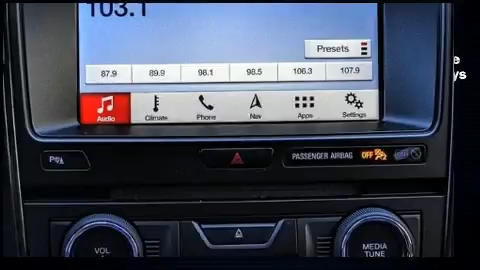 103.1
Presets
87.9 89.9 98.1 98.5 106.3 107.9
Audio Climate Phone Nav Apps Settings
PASSENGER AIRBAG OFF
VOL
MEDIA
TUNE